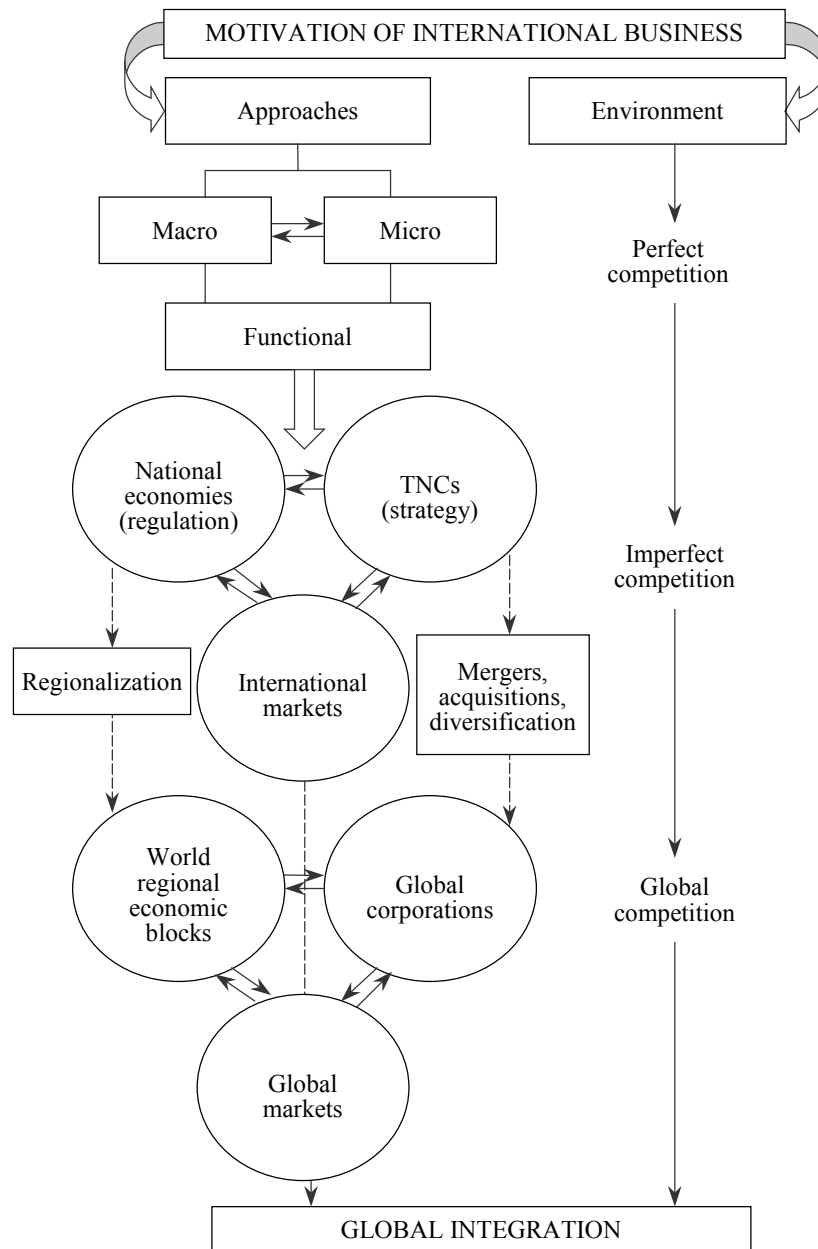 MOTIVATION OF INTERNATIONAL BUSINESS
Approaches
Environment
Macro
Micro
Perfect
competition
Functional
National
economies
(regulation)
TNCs
(strategy)
Imperfect
competition
Regionalization
International
markets
Mergers,
acquisitions,
diversification
World
regional
economic
blocks
Global
corporations
Global
competition
Global
markets
GLOBAL INTEGRATION